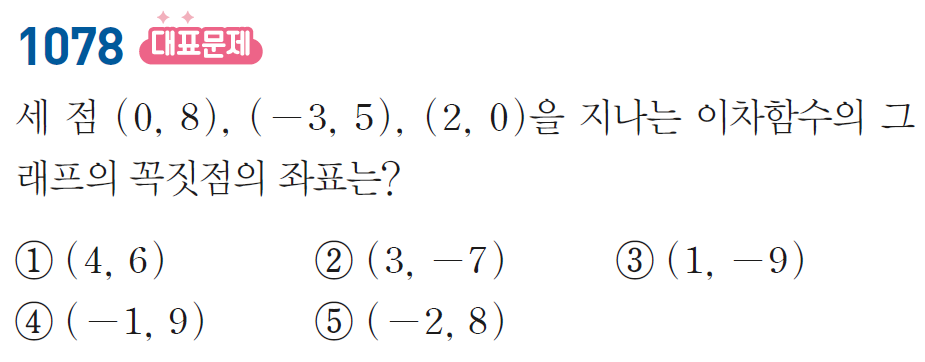 1078 대표문제
세 점 (0, 8), (-3, 5), (2, 0)을 지나는 이차함수의 그
래프의 꼭짓점의 좌표는?
① (4, 6) ② (3, -7) ③ (1, -9)
④ (-1, 9) ⑤ (-2, 8)